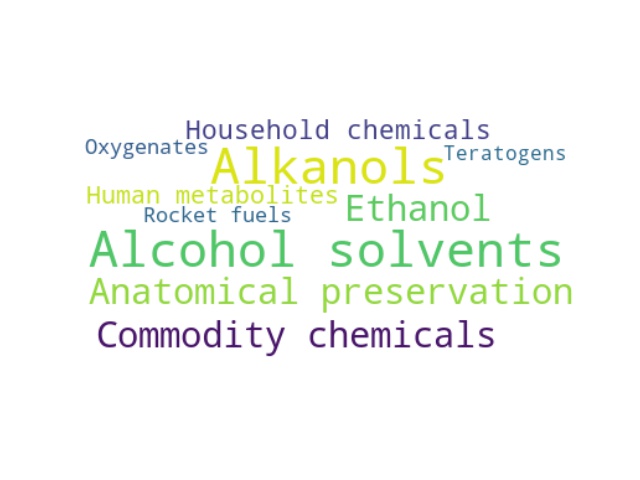 Household chemicals
Oxygenates
Alkanols
Teratogens
Human metabolites
Ethanol
Rocket fuels
Alcohol solvents
Anatomical preservation
Commodity chemicals